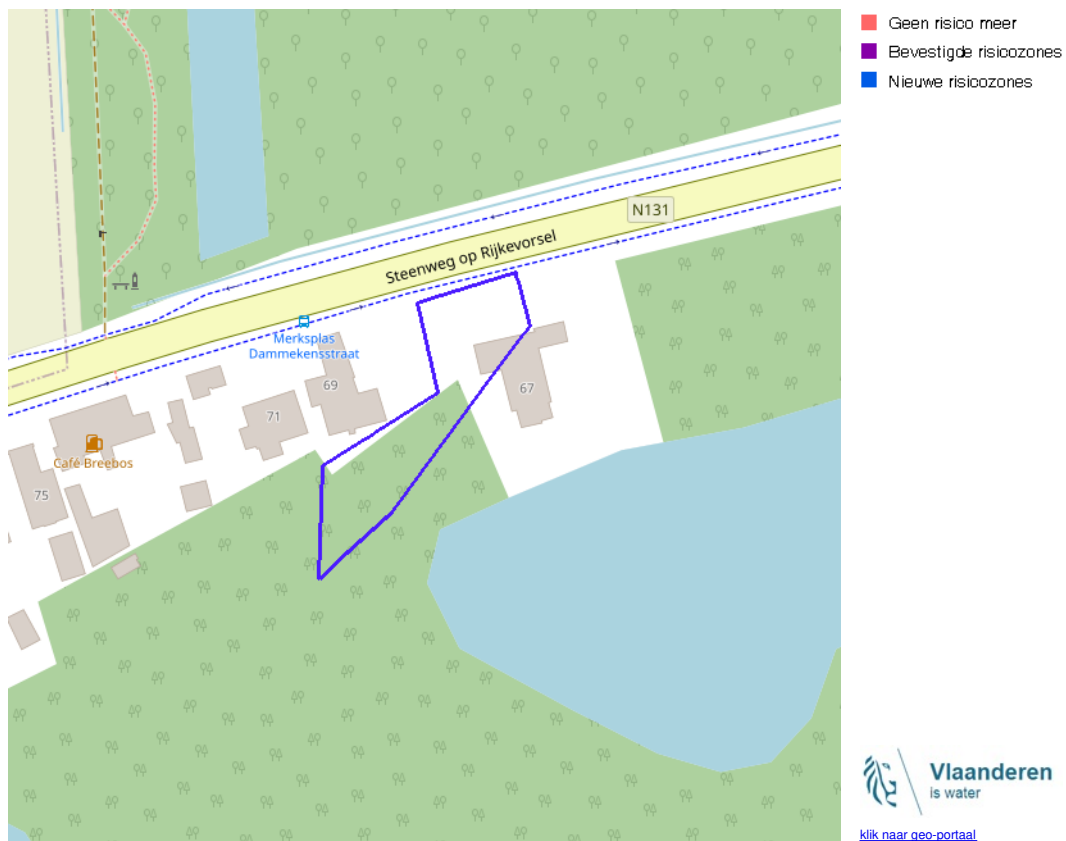 Geen risico meer
Bevestigde risicozones
Nieuwe risicozones
N131
Steenweg op Rijkevorsel
Merksplas
Dammekensstraat
69
67
71
Café Breebos
75
Vlaanderen
is water
klik naar geo-portaal